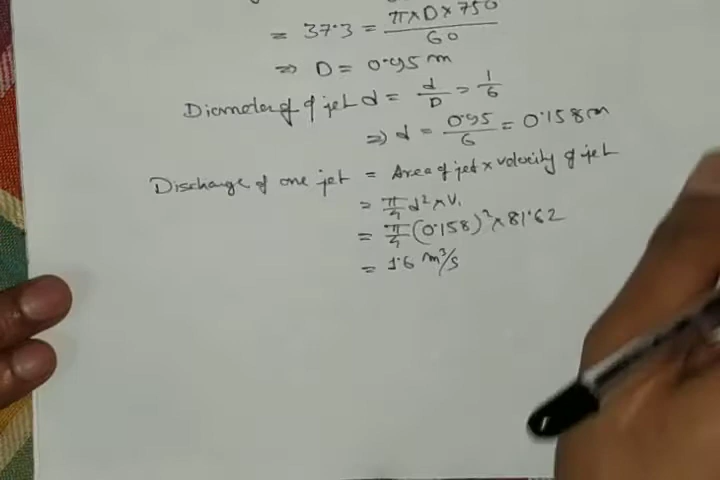 = 37.3 = π×D×750 / 60
⇒ D = 0.95 m
Diameter of jet d = d/D = 1/6
⇒ d = 0.95/6 = 0.158 m
Discharge of one jet = Area of jet × velocity of jet
= π/4 d² × V₁
= π/4 (0.158)² × 81.62
= 1.6 m³/s